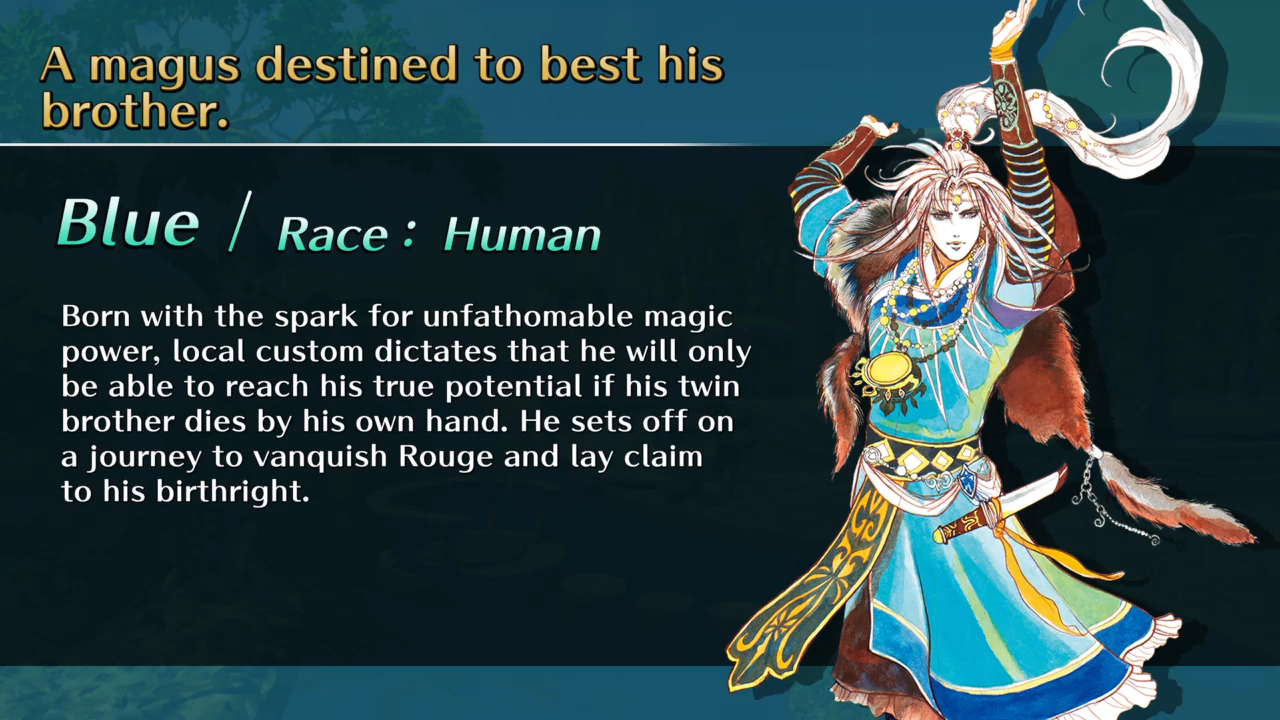 A magus destined to best his
brother.
Blue / Race : Human
Born with the spark for unfathomable magic
power, local custom dictates that he will only
be able to reach his true potential if his twin
brother dies by his own hand. He sets off on
a journey to vanquish Rouge and lay claim
to his birthright.